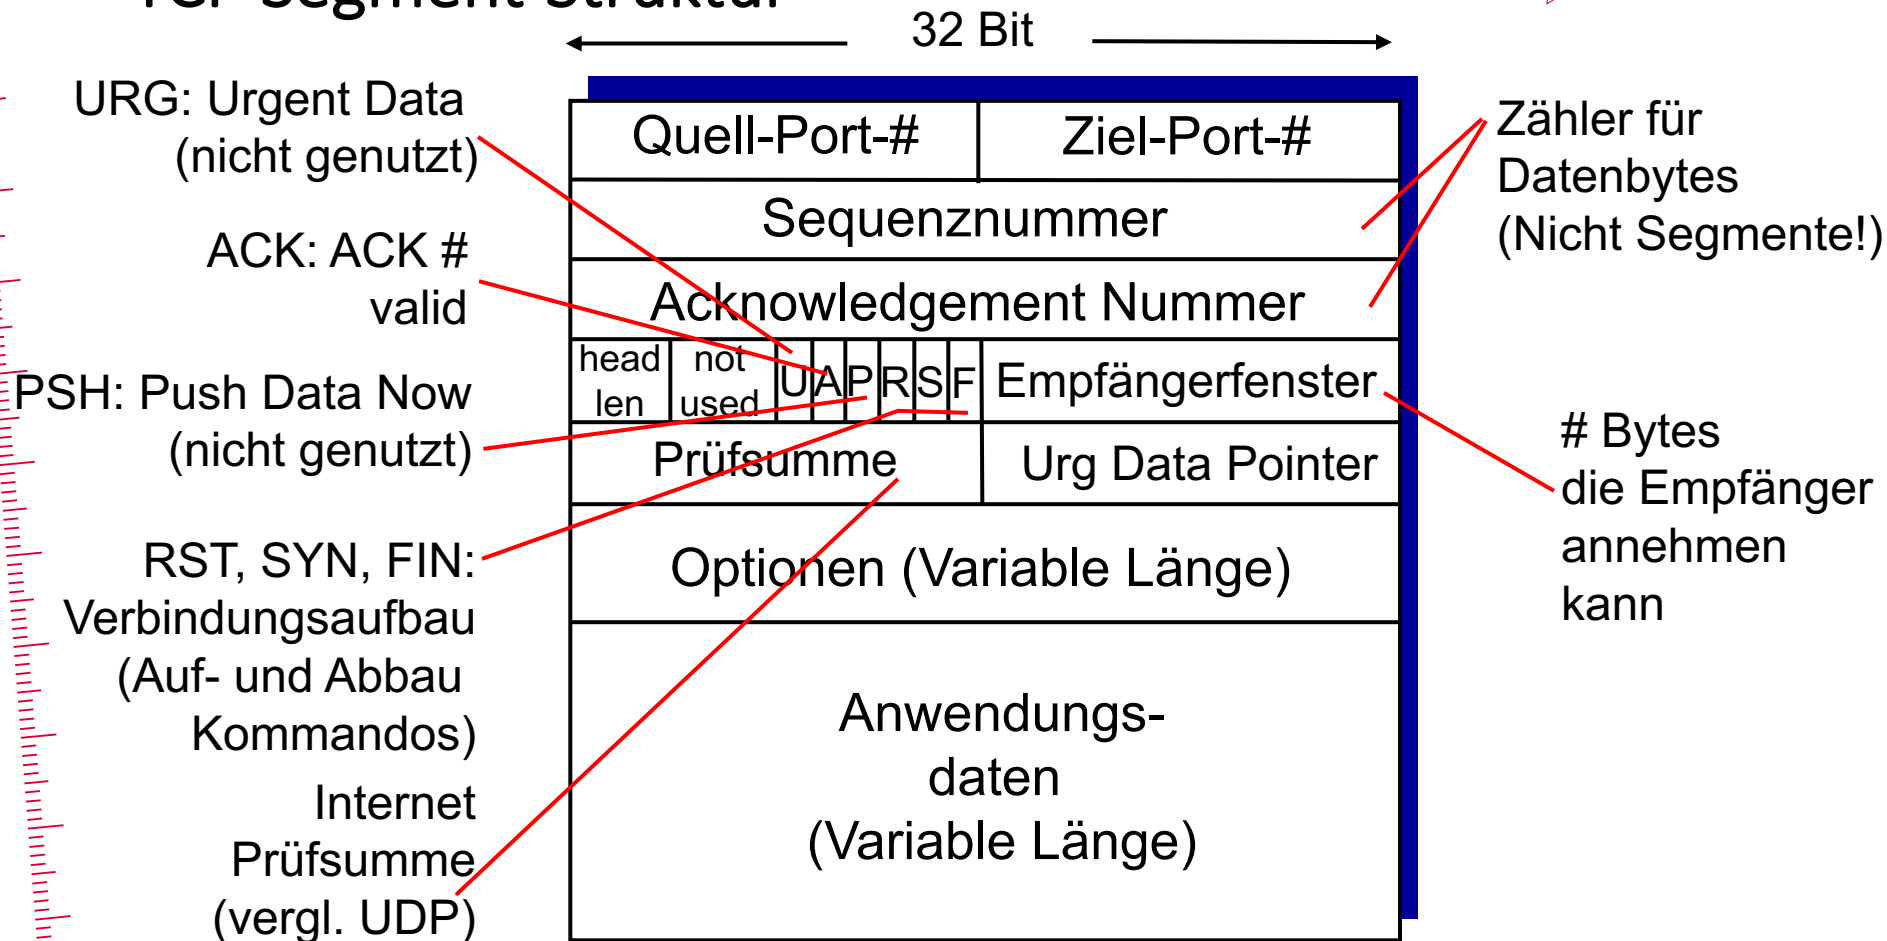 TCP Segment Struktur
32 Bit
URG: Urgent Data
(nicht genutzt)
ACK: ACK #
valid
PSH: Push Data Now
(nicht genutzt)
RST, SYN, FIN:
Verbindungsaufbau
(Auf- und Abbau
Kommandos)
Internet
Prüfsumme
(vergl. UDP)
Quell-Port-#
Ziel-Port-#
Sequenznummer
Acknowledgement Nummer
head
len
not
used
U
A
P
R
S
F
Empfängerfenster
Prüfsumme
Urg Data Pointer
Optionen (Variable Länge)
Anwendungs-
daten
(Variable Länge)
Zähler für
Datenbytes
(Nicht Segmente!)
# Bytes
die Empfänger
annehmen
kann